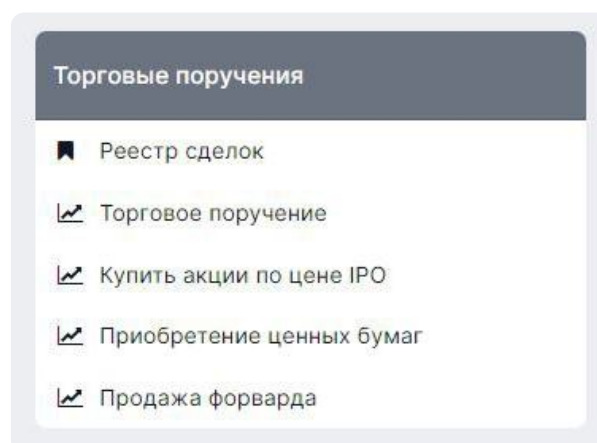 Торговые поручения
Реестр сделок
Торговое поручение
Купить акции по цене IPO
Приобретение ценных бумаг
Продажа форварда